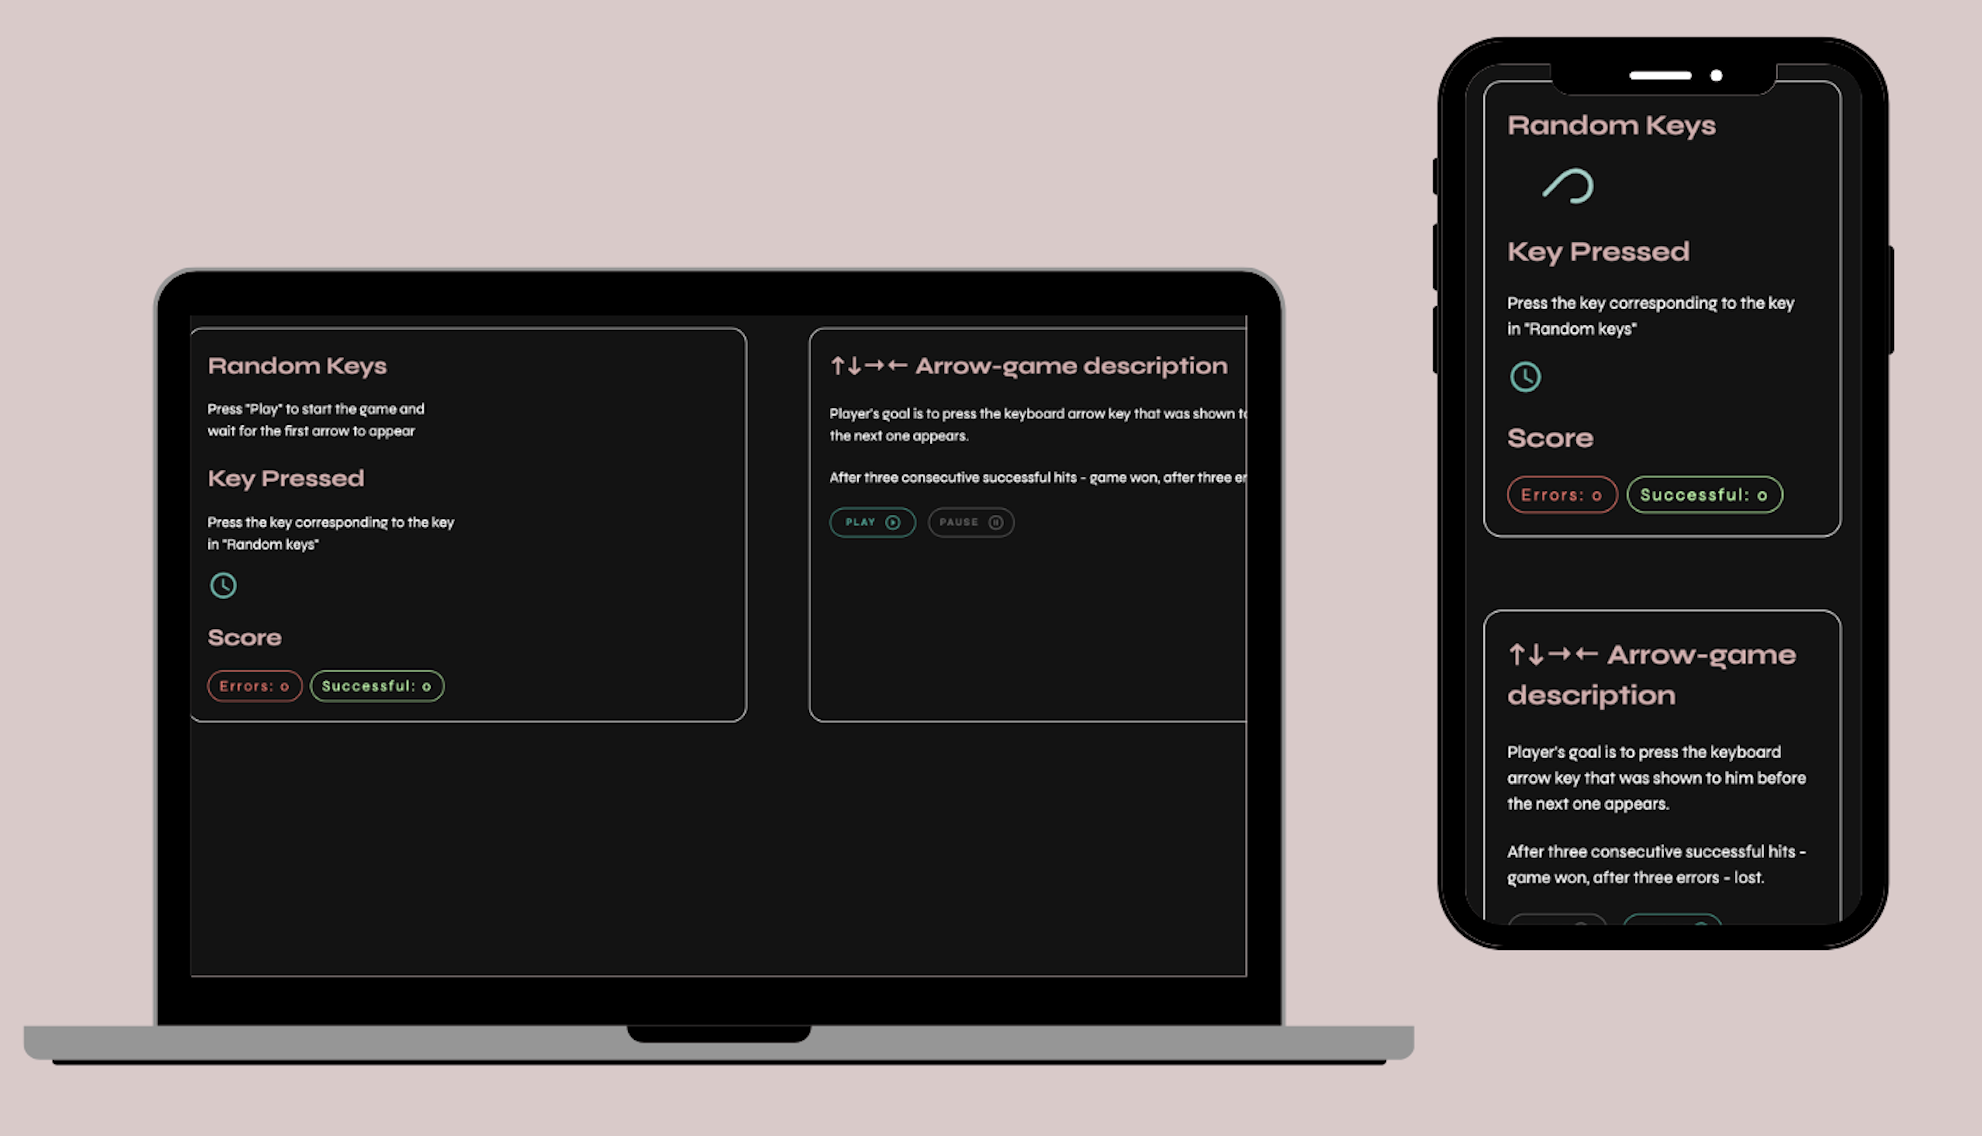 Random Keys
Press "Play" to start the game and
wait for the first arrow to appear
Key Pressed
Press the key corresponding to the key
in "Random keys"
Score
Errors: 0 Successful: 0
↑↓→← Arrow-game description
Player's goal is to press the keyboard arrow key that was shown to
the next one appears.
After three consecutive successful hits - game won, after three er
PLAY PAUSE
Random Keys
Key Pressed
Press the key corresponding to the key
in "Random keys"
Score
Errors: 0 Successful: 0
↑↓→← Arrow-game
description
Player's goal is to press the keyboard
arrow key that was shown to him before
the next one appears.
After three consecutive successful hits -
game won, after three errors - lost.